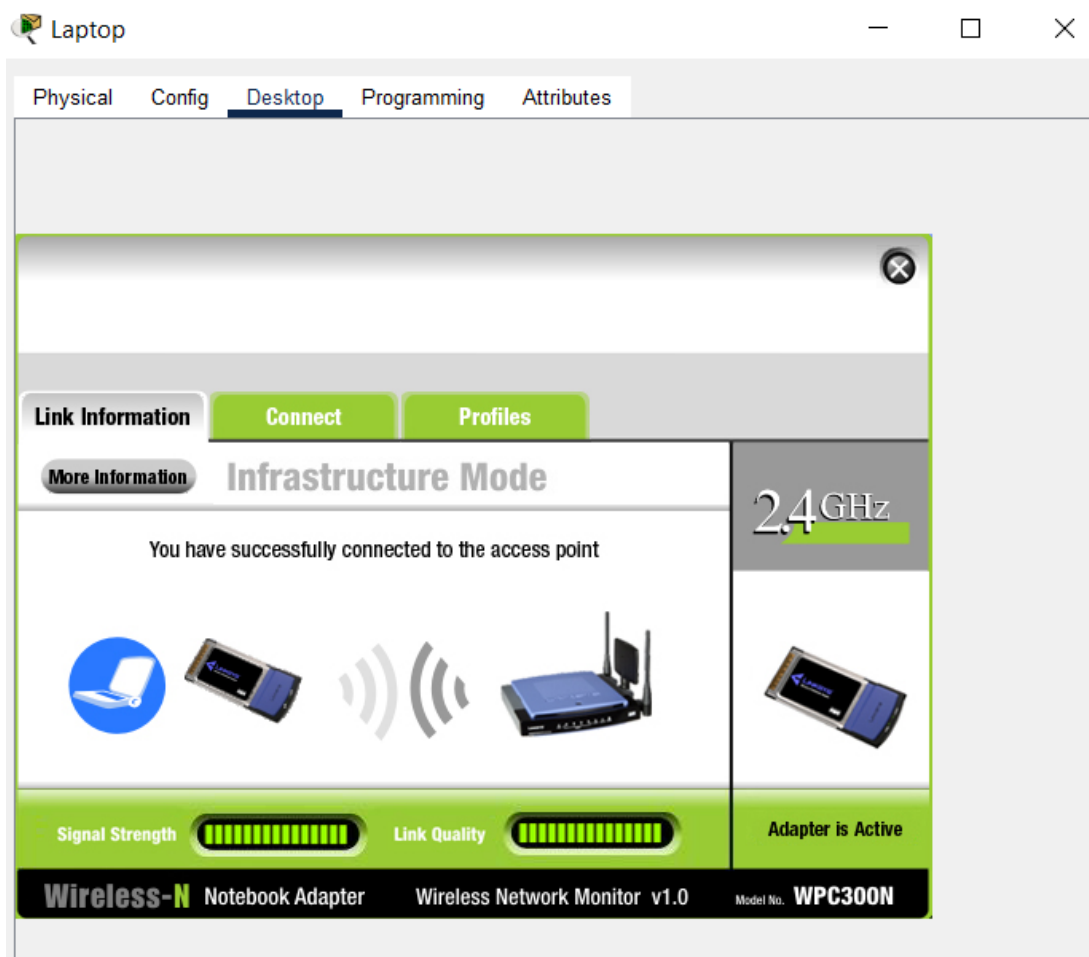 Laptop
Physical Config Desktop Programming Attributes
Link Information Connect Profiles
More Information Infrastructure Mode
2.4GHz
You have successfully connected to the access point
Signal Strength Link Quality Adapter is Active
Wireless-N Notebook Adapter Wireless Network Monitor v1.0 Model No. WPC300N